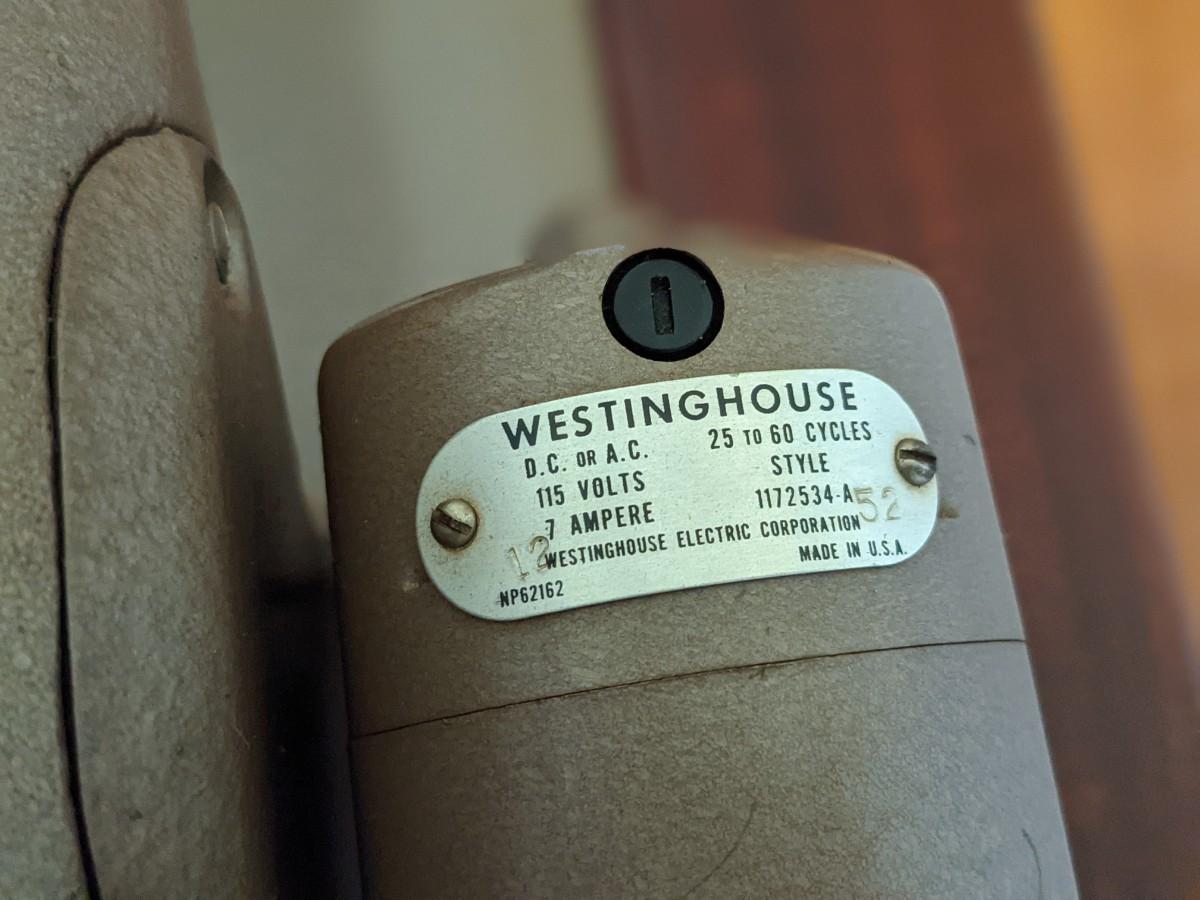 WESTINGHOUSE
D.C. OR A.C. 25 TO 60 CYCLES
115 VOLTS STYLE
7 AMPERE 1172534-A
12 WESTINGHOUSE ELECTRIC CORPORATION 52
NP62162 MADE IN U.S.A.